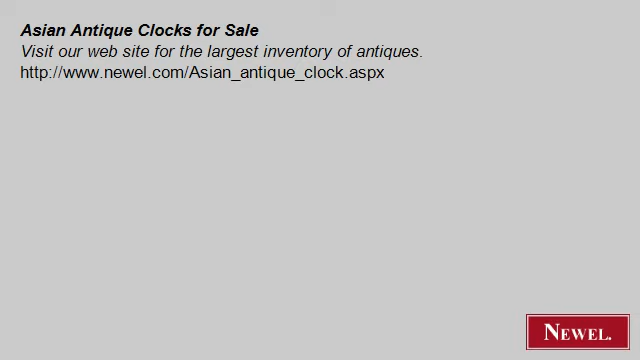 Asian Antique Clocks for Sale
Visit our web site for the largest inventory of antiques.
http://www.newel.com/Asian_antique_clock.aspx
NEWEL.